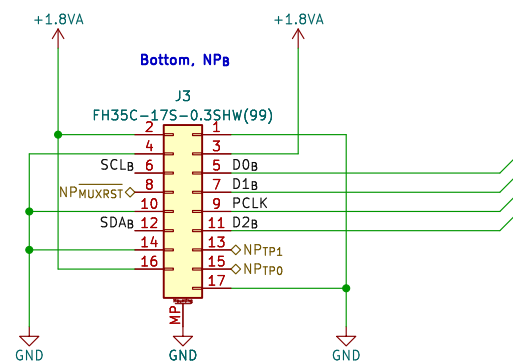 +1.8VA +1.8VA
Bottom, NPB
J3
FH35C-17S-0.3SHW(99)
2 1
4 3
SCLB 6 5 D0B
NPMUXRST 8 7 D1B
10 9 PCLK
SDAB 12 11 D2B
14 13 NPTP1
16 15 NPTP0
17
MP
GND GND GND